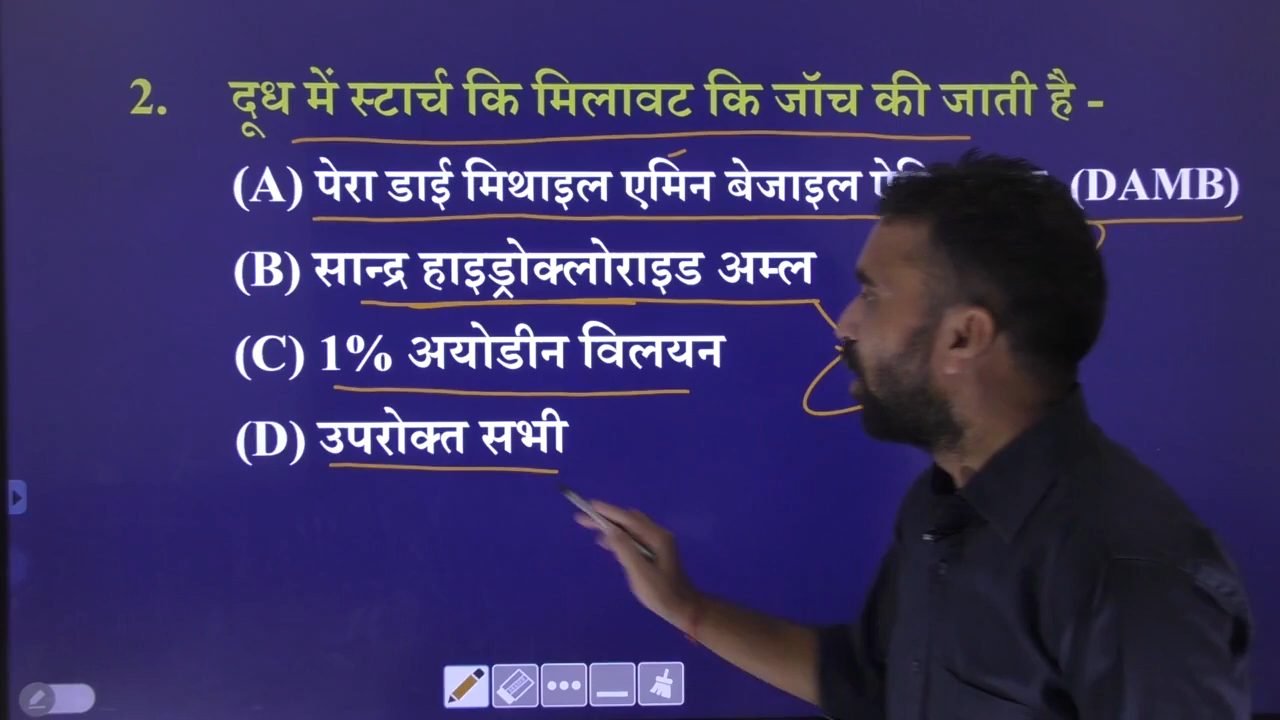 2. दूध में स्टार्च कि मिलावट कि जॉच की जाती है -
(A) पेरा डाई मिथाइल एमिन बेजाइल (DAMB)
(B) सान्द्र हाइड्रोक्लोराइड अम्ल
(C) 1% अयोडीन विलयन
(D) उपरोक्त सभी